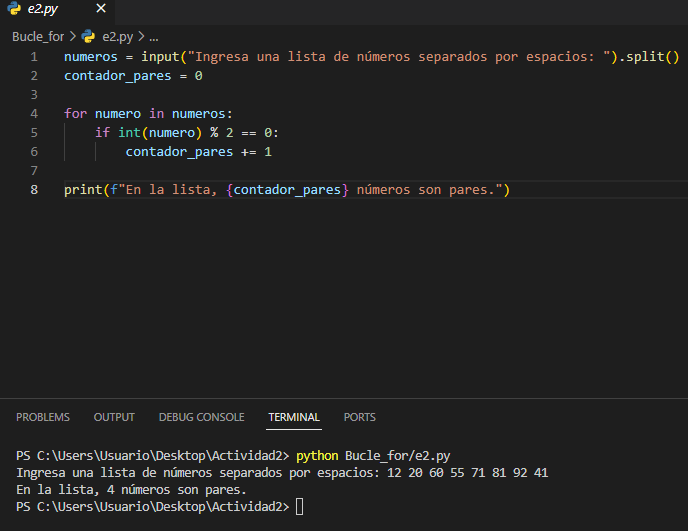 e2.py
Bucle_for > e2.py > ...
1 numeros = input("Ingresa una lista de números separados por espacios: ").split()
2 contador_pares = 0
3
4 for numero in numeros:
5     if int(numero) % 2 == 0:
6         contador_pares += 1
7
8 print(f"En la lista, {contador_pares} números son pares.")
PROBLEMS OUTPUT DEBUG CONSOLE TERMINAL PORTS
PS C:\Users\Usuario\Desktop\Actividad2> python Bucle_for/e2.py
Ingresa una lista de números separados por espacios: 12 20 60 55 71 81 92 41
En la lista, 4 números son pares.
PS C:\Users\Usuario\Desktop\Actividad2>